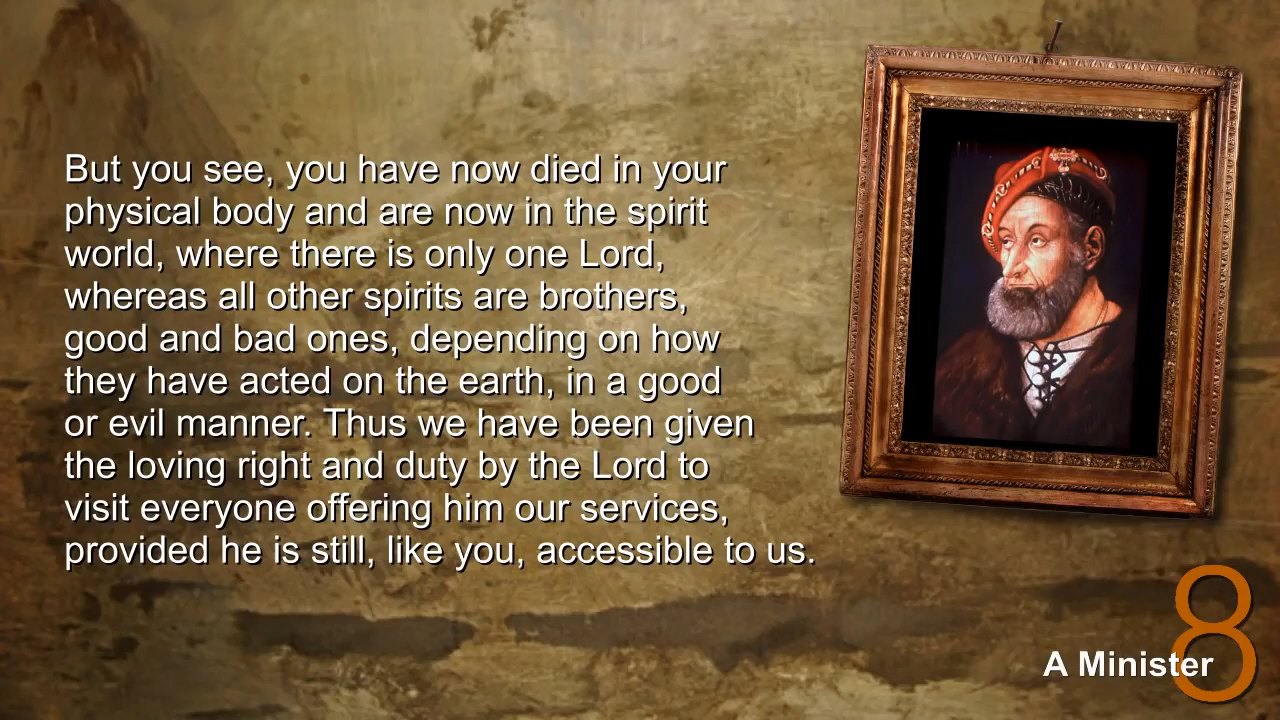 But you see, you have now died in your
physical body and are now in the spirit
world, where there is only one Lord,
whereas all other spirits are brothers,
good and bad ones, depending on how
they have acted on the earth, in a good
or evil manner. Thus we have been given
the loving right and duty by the Lord to
visit everyone offering him our services,
provided he is still, like you, accessible to us.
8
A Minister